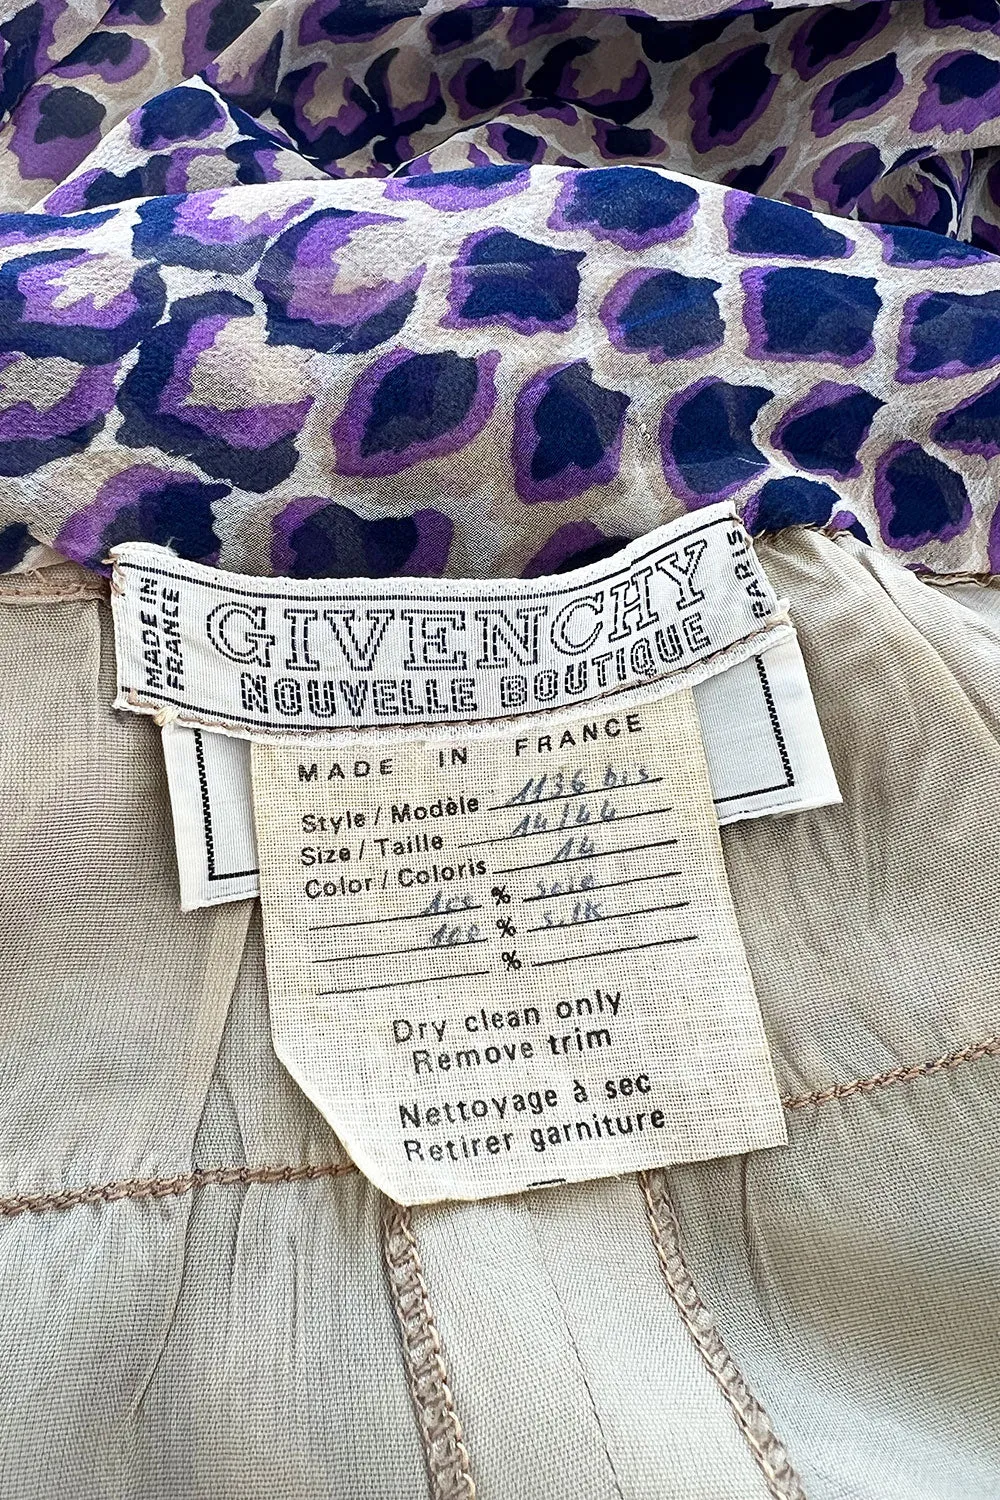 MADE IN
FRANCE
GIVENCHY
NOUVELLE BOUTIQUE
PARIS
MADE IN FRANCE
Style / Modèle 1136 bis
Size / Taille 14/44
Color / Coloris 14
100 % soie
100 % silk
%
Dry clean only
Remove trim
Nettoyage à sec
Retirer garniture